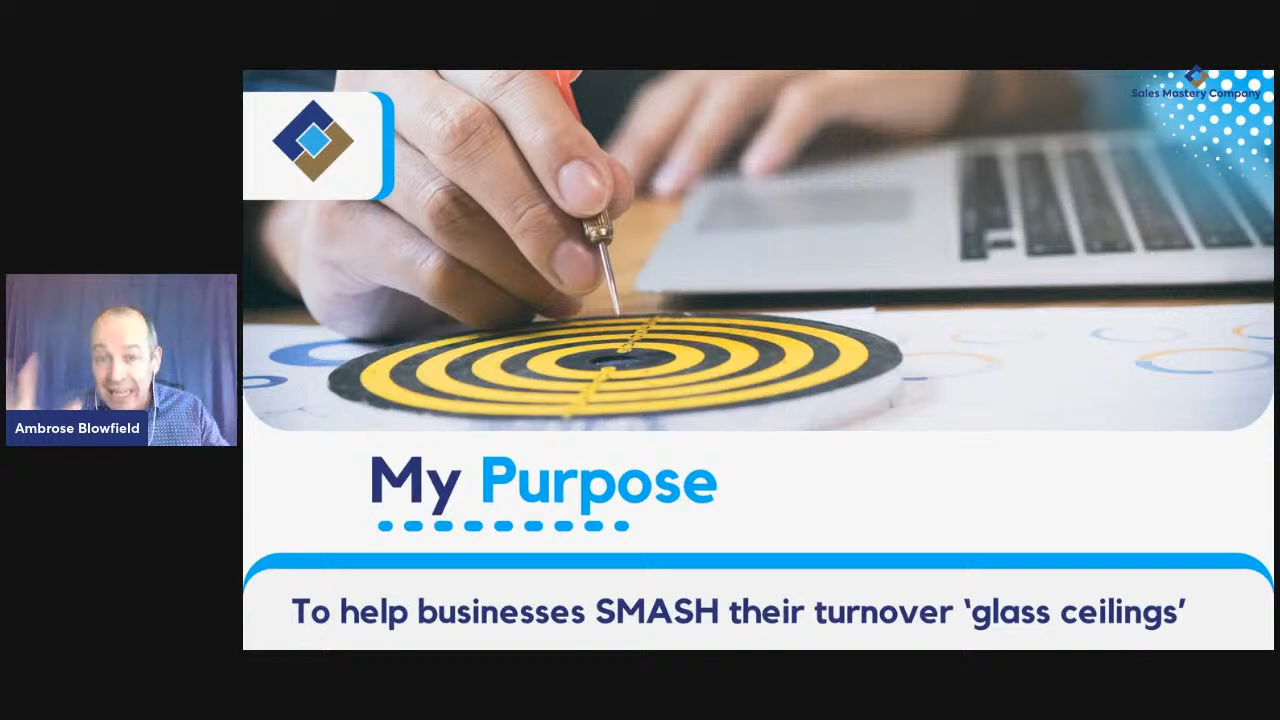 Sales Mastery Company
Ambrose Blowfield
My Purpose
To help businesses SMASH their turnover ‘glass ceilings’